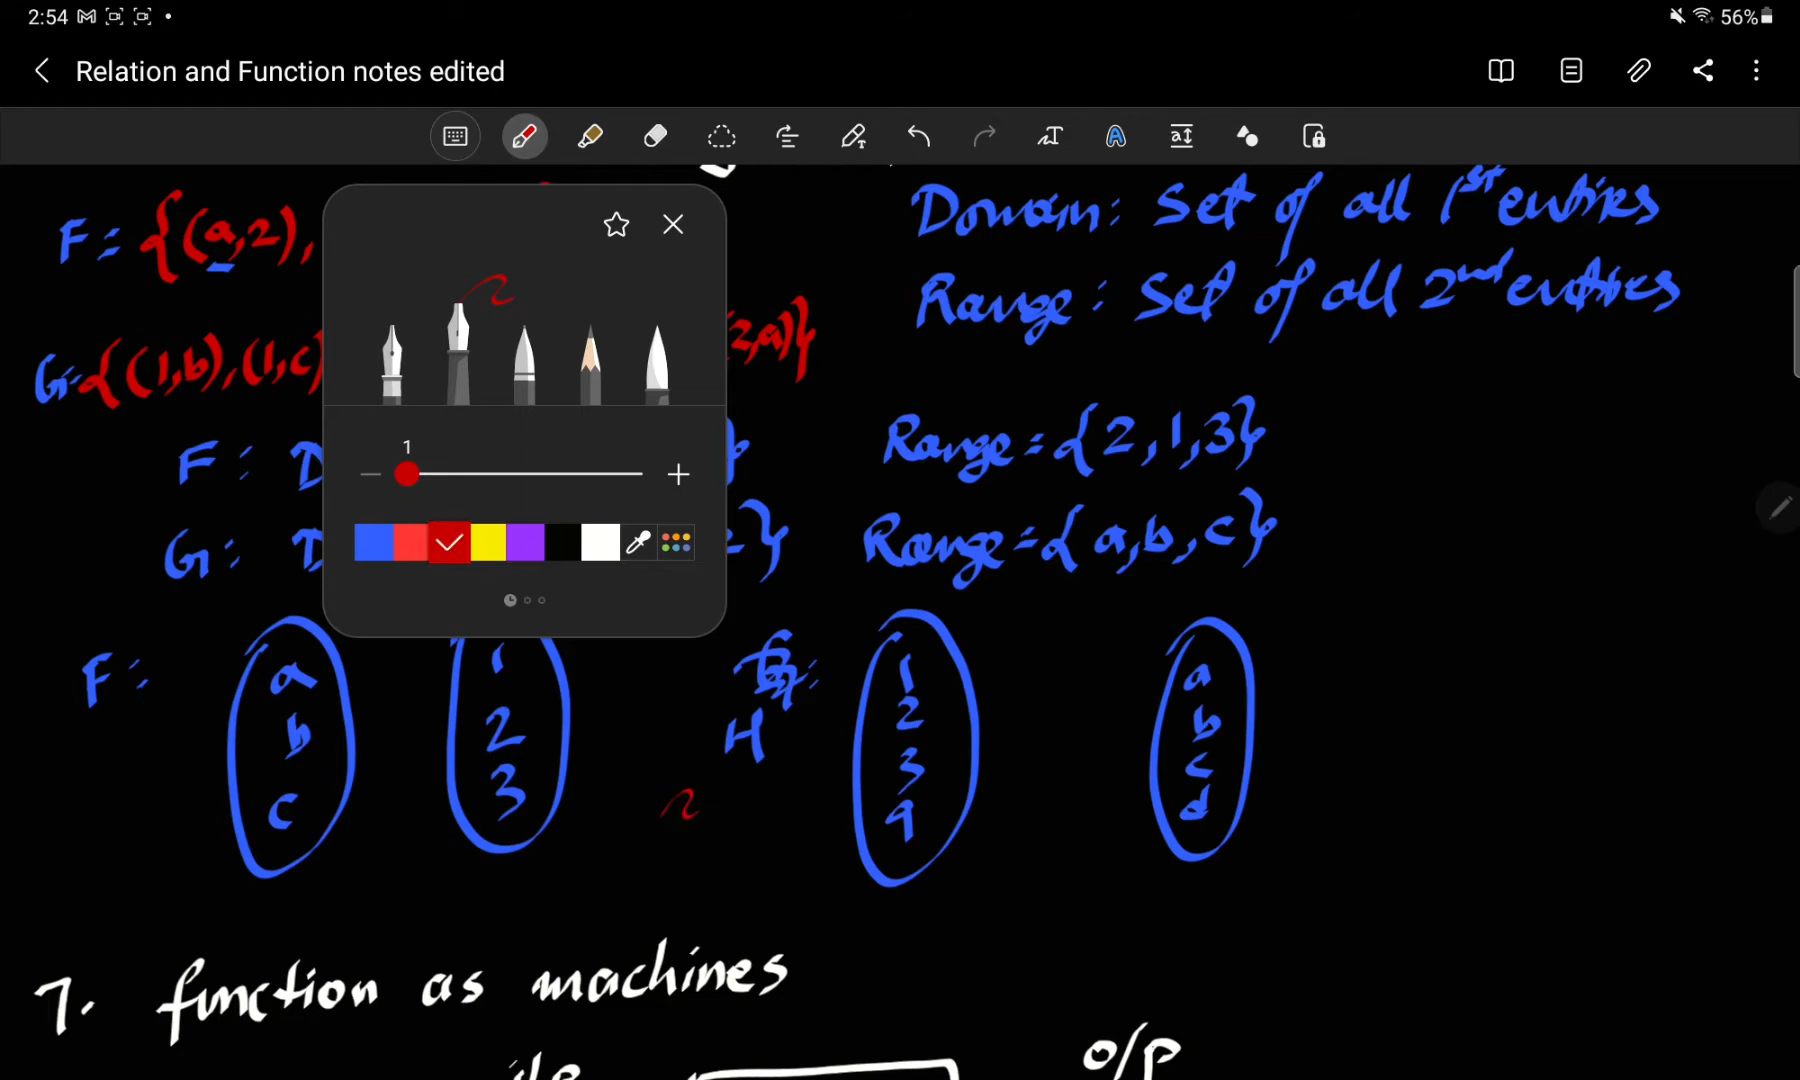 2:54 56%
Relation and Function notes edited
Domain: Set of all 1st entries
F = {(a,2),
Range: Set of all 2nd entries
G = {(1,b),(1,c) 2,a)}
1
F: D } Range = {2,1,3}
G: D } Range = {a,b,c}
F: a 1 G: 1 a
b 2 H 2 b
c 3 3 c
4 d
7. function as machines
o/p